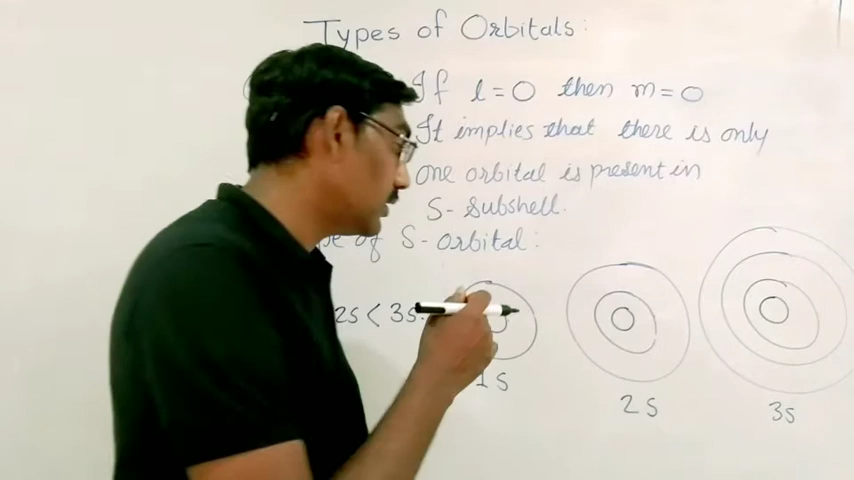 Types of Orbitals:
If l=0 then m=0
It implies that there is only
one orbital is present in
S- Subshell.
of S-orbital:
2s < 3s
1s
2s
3s